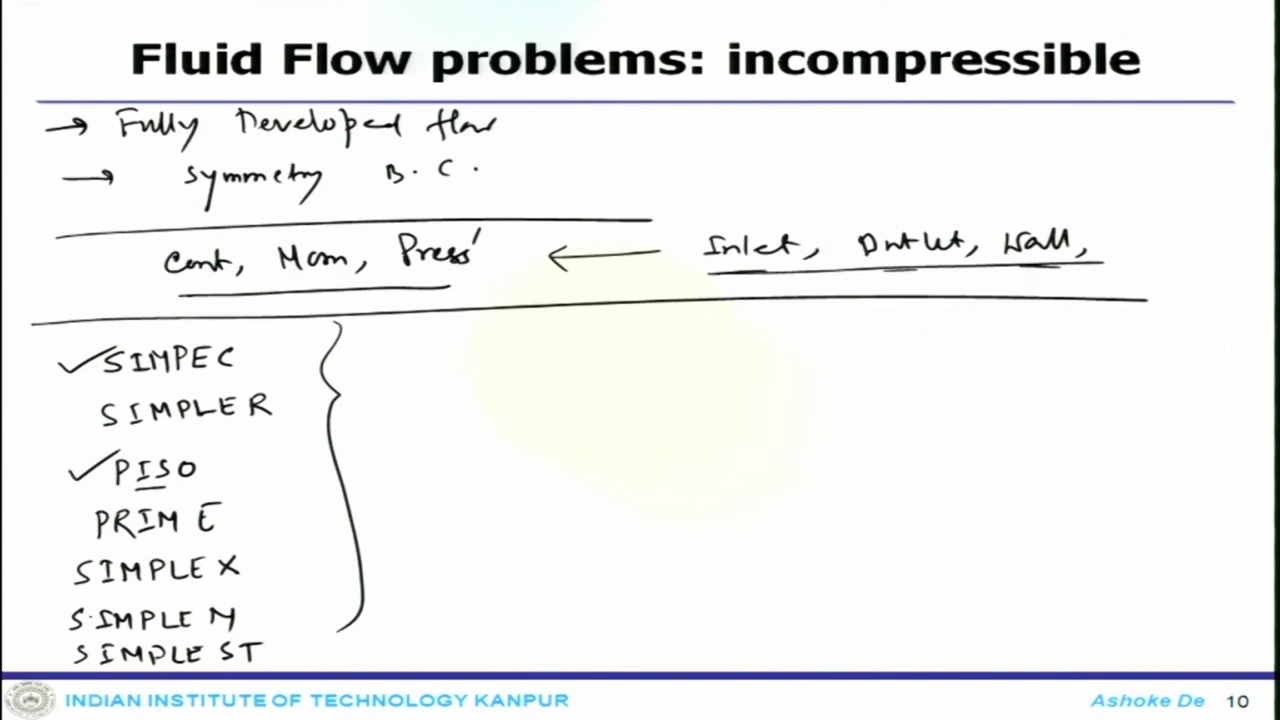 Fluid Flow problems: incompressible
→ Fully Developed flow
→ Symmetry B.C.
Cont, Mom, Press' ← Inlet, Outlet, Wall,
✓SIMPEC
SIMPLER
✓PISO
PRIME
SIMPLEX
SIMPLEM
SIMPLEST
INDIAN INSTITUTE OF TECHNOLOGY KANPUR Ashoke De 10